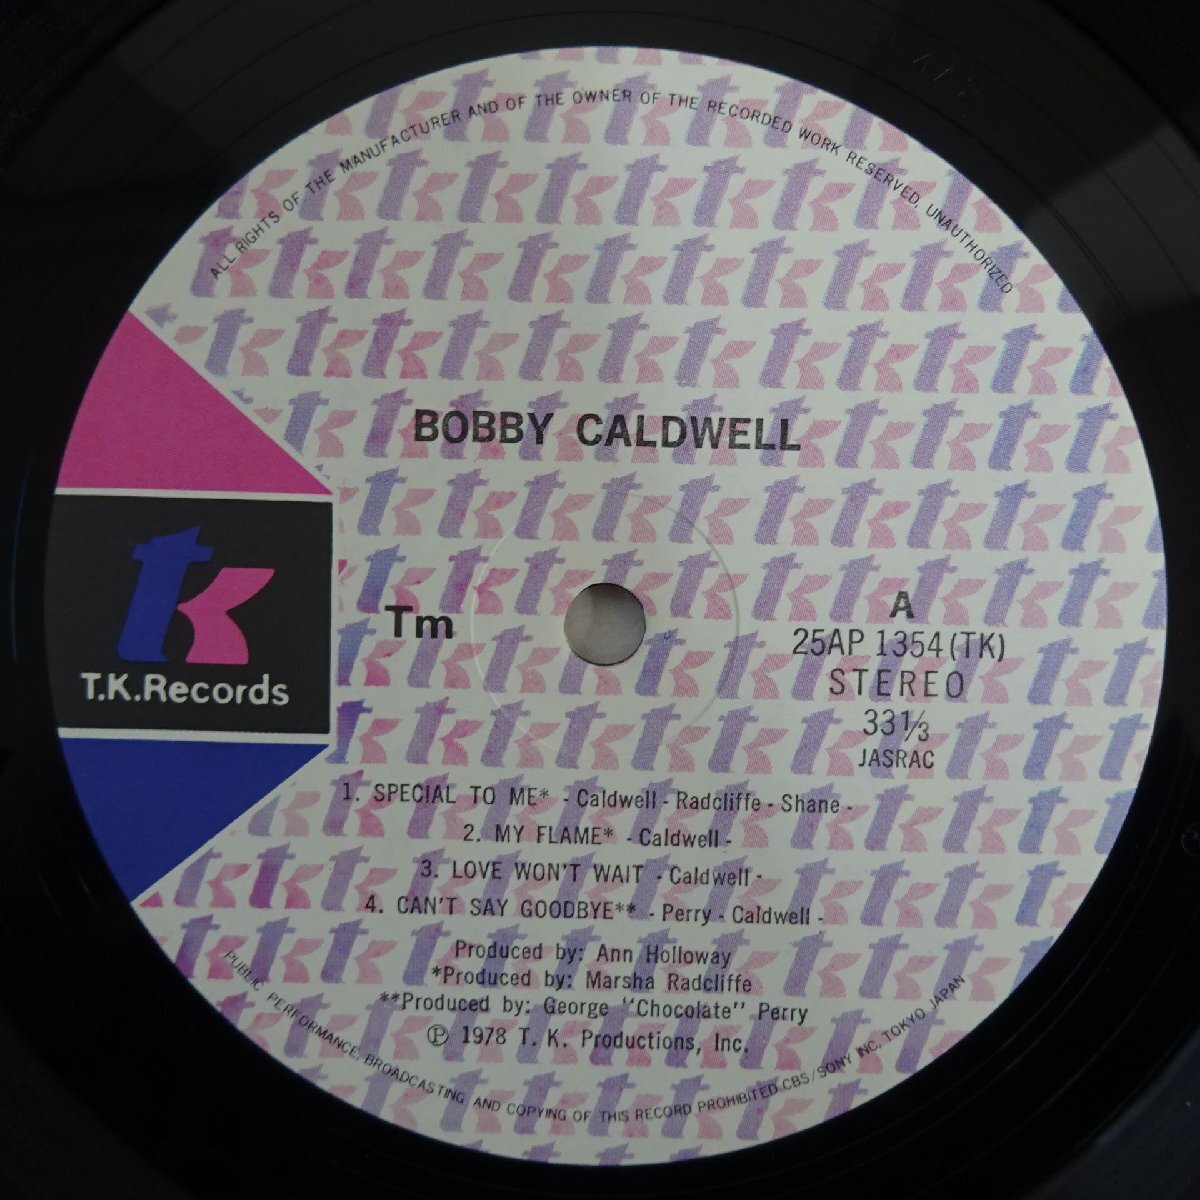 ALL RIGHTS OF THE MANUFACTURER AND OF THE OWNER OF THE RECORDED WORK RESERVED. UNAUTHORIZED
BOBBY CALDWELL
tk
T.K.Records
Tm
A
25AP 1354(TK)
STEREO
33⅓
JASRAC
1. SPECIAL TO ME* - Caldwell - Radcliffe - Shane -
2. MY FLAME* - Caldwell -
3. LOVE WON'T WAIT - Caldwell -
4. CAN'T SAY GOODBYE** - Perry - Caldwell -
Produced by: Ann Holloway
*Produced by: Marsha Radcliffe
**Produced by: George "Chocolate" Perry
Ⓟ 1978 T. K. Productions, Inc.
PUBLIC PERFORMANCE, BROADCASTING AND COPYING OF THIS RECORD PROHIBITED CBS/SONY INC. TOKYO JAPAN